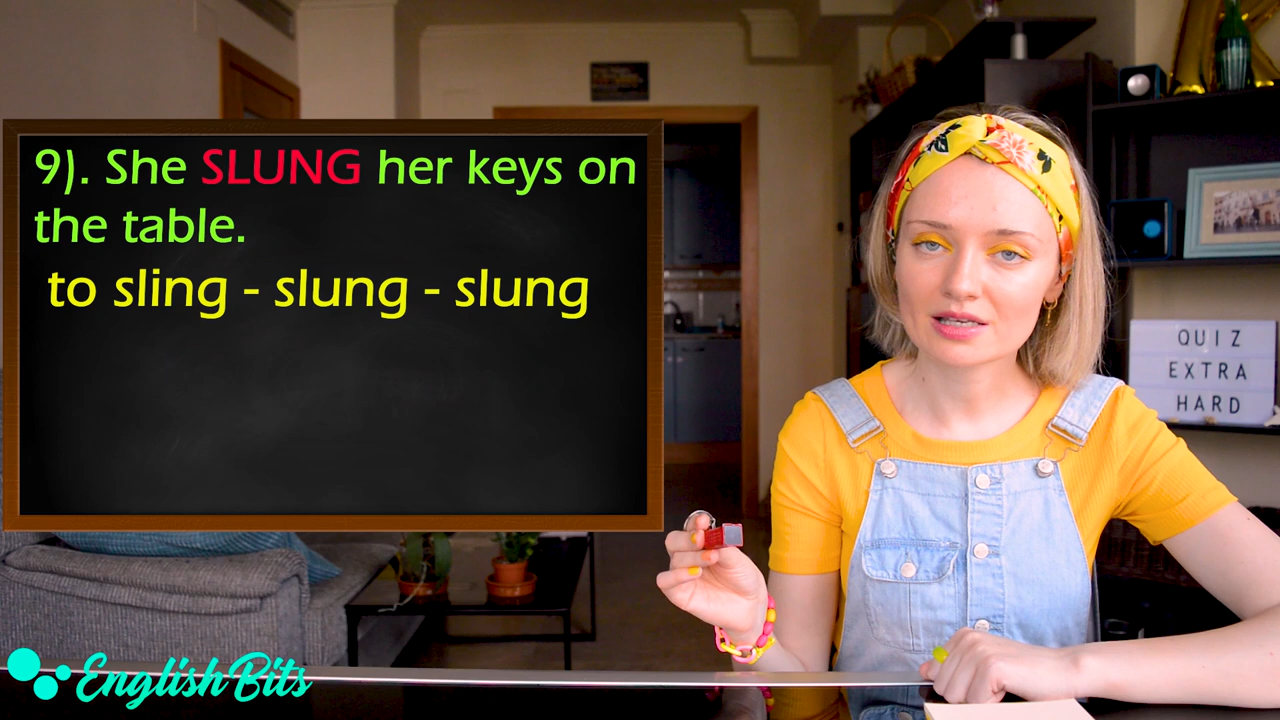 9). She SLUNG her keys on
the table.
to sling - slung - slung
QUIZ
EXTRA
HARD
EnglishBits